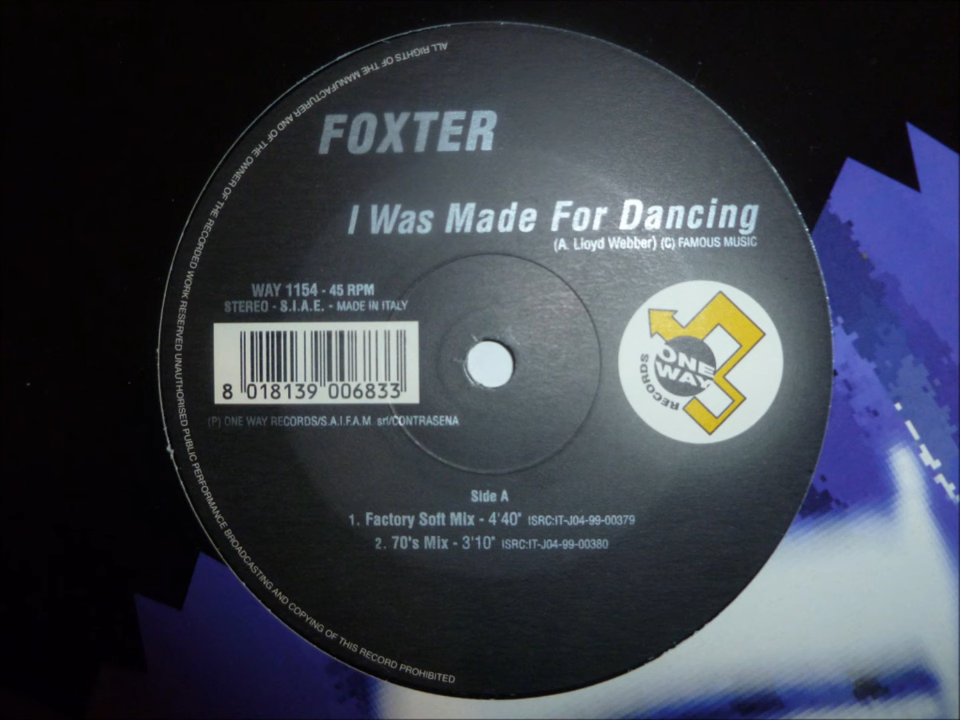 FOXTER
I Was Made For Dancing
(A. Lloyd Webber) (C) FAMOUS MUSIC
WAY 1154 - 45 RPM
STEREO - S.I.A.E. - MADE IN ITALY
8 018139 006833
(P) ONE WAY RECORDS/S.A.I.F.A.M. srl/CONTRASENA
ONE
WAY
RECORDS
Side A
1. Factory Soft Mix - 4'40" ISRC:IT-J04-99-00379
2. 70's Mix - 3'10" ISRC:IT-J04-99-00380
ALL RIGHTS OF THE MANUFACTURER AND OF THE OWNER OF THE RECORDED WORK RESERVED UNAUTHORISED PUBLIC PERFORMANCE BROADCASTING AND COPYING OF THIS RECORD PROHIBITED